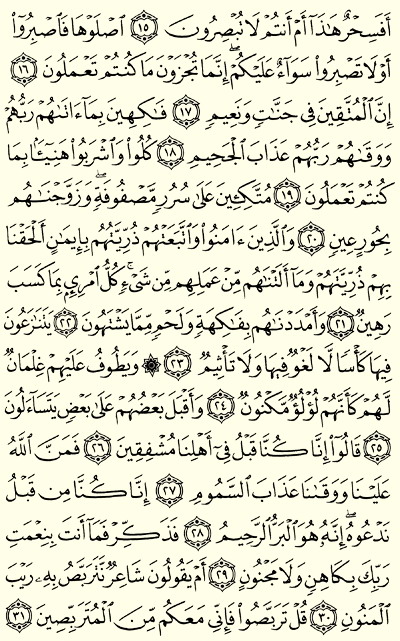 أَفَسِحْرٌ هَٰذَآ أَمْ أَنتُمْ لَا تُبْصِرُونَ ١٥ ٱصْلَوْهَا فَٱصْبِرُوٓا۟
أَوْ لَا تَصْبِرُوا۟ سَوَآءٌ عَلَيْكُمْ ۖ إِنَّمَا تُجْزَوْنَ مَا كُنتُمْ تَعْمَلُونَ ١٦
إِنَّ ٱلْمُتَّقِينَ فِى جَنَّٰتٍ وَنَعِيمٍ ١٧ فَٰكِهِينَ بِمَآ ءَاتَىٰهُمْ رَبُّهُمْ
وَوَقَىٰهُمْ رَبُّهُمْ عَذَابَ ٱلْجَحِيمِ ١٨ كُلُوا۟ وَٱشْرَبُوا۟ هَنِيٓـًٔۢا بِمَا
كُنتُمْ تَعْمَلُونَ ١٩ مُتَّكِـِٔينَ عَلَىٰ سُرُرٍ مَّصْفُوفَةٍ ۖ وَزَوَّجْنَٰهُم
بِحُورٍ عِينٍ ٢٠ وَٱلَّذِينَ ءَامَنُوا۟ وَٱتَّبَعَتْهُمْ ذُرِّيَّتُهُم بِإِيمَٰنٍ أَلْحَقْنَا
بِهِمْ ذُرِّيَّتَهُمْ وَمَآ أَلَتْنَٰهُم مِّنْ عَمَلِهِم مِّن شَىْءٍ ۚ كُلُّ ٱمْرِئٍۭ بِمَا كَسَبَ
رَهِينٌ ٢١ وَأَمْدَدْنَٰهُم بِفَٰكِهَةٍ وَلَحْمٍ مِّمَّا يَشْتَهُونَ ٢٢ يَتَنَٰزَعُونَ
فِيهَا كَأْسًا لَّا لَغْوٌ فِيهَا وَلَا تَأْثِيمٌ ٢٣ ۞ وَيَطُوفُ عَلَيْهِمْ غِلْمَانٌ
لَّهُمْ كَأَنَّهُمْ لُؤْلُؤٌ مَّكْنُونٌ ٢٤ وَأَقْبَلَ بَعْضُهُمْ عَلَىٰ بَعْضٍ يَتَسَآءَلُونَ
٢٥ قَالُوٓا۟ إِنَّا كُنَّا قَبْلُ فِىٓ أَهْلِنَا مُشْفِقِينَ ٢٦ فَمَنَّ ٱللَّهُ
عَلَيْنَا وَوَقَىٰنَا عَذَابَ ٱلسَّمُومِ ٢٧ إِنَّا كُنَّا مِن قَبْلُ
نَدْعُوهُ ۖ إِنَّهُۥ هُوَ ٱلْبَرُّ ٱلرَّحِيمُ ٢٨ فَذَكِّرْ فَمَآ أَنتَ بِنِعْمَتِ
رَبِّكَ بِكَاهِنٍ وَلَا مَجْنُونٍ ٢٩ أَمْ يَقُولُونَ شَاعِرٌ نَّتَرَبَّصُ بِهِۦ رَيْبَ
ٱلْمَنُونِ ٣٠ قُلْ تَرَبَّصُوا۟ فَإِنِّى مَعَكُم مِّنَ ٱلْمُتَرَبِّصِينَ ٣١